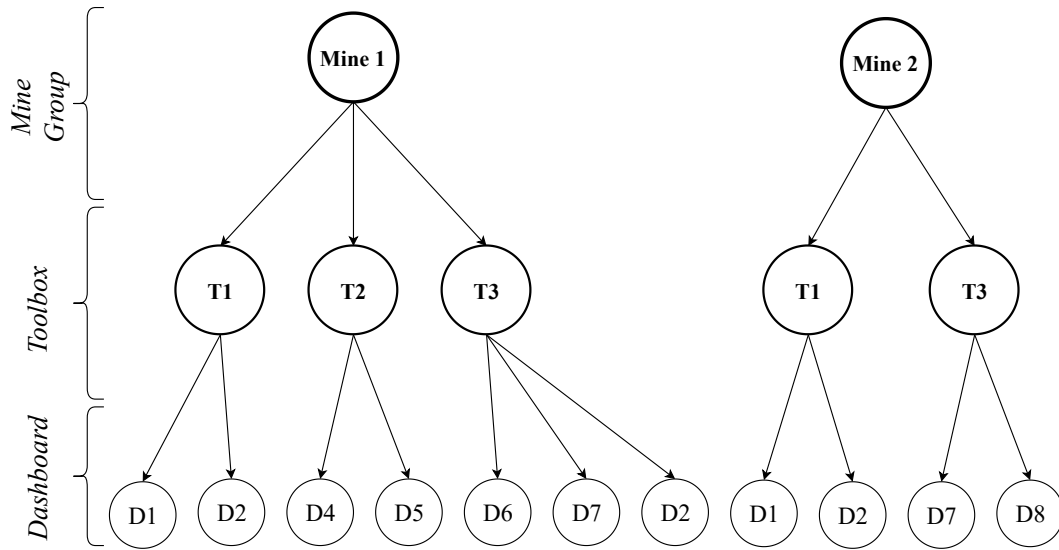 Mine
Group
Mine 1
Mine 2
Toolbox
T1
T2
T3
T1
T3
Dashboard
D1
D2
D4
D5
D6
D7
D2
D1
D2
D7
D8